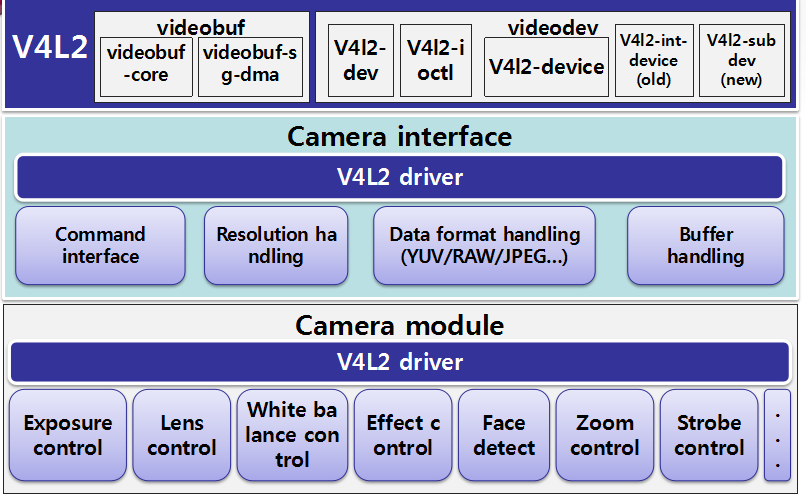 V4L2
videobuf
videobuf
-core
videobuf-s
g-dma
videodev
V4l2-
dev
V4l2-i
octl
V4l2-device
V4l2-int-
device
(old)
V4l2-sub
dev
(new)
Camera interface
V4L2 driver
Command
interface
Resolution ha
ndling
Data format handling
(YUV/RAW/JPEG...)
Buffer
handling
Camera module
V4L2 driver
Exposure
control
Lens
control
White ba
lance con
trol
Effect c
ontrol
Face
detect
Zoom
control
Strobe
control
.
.
.